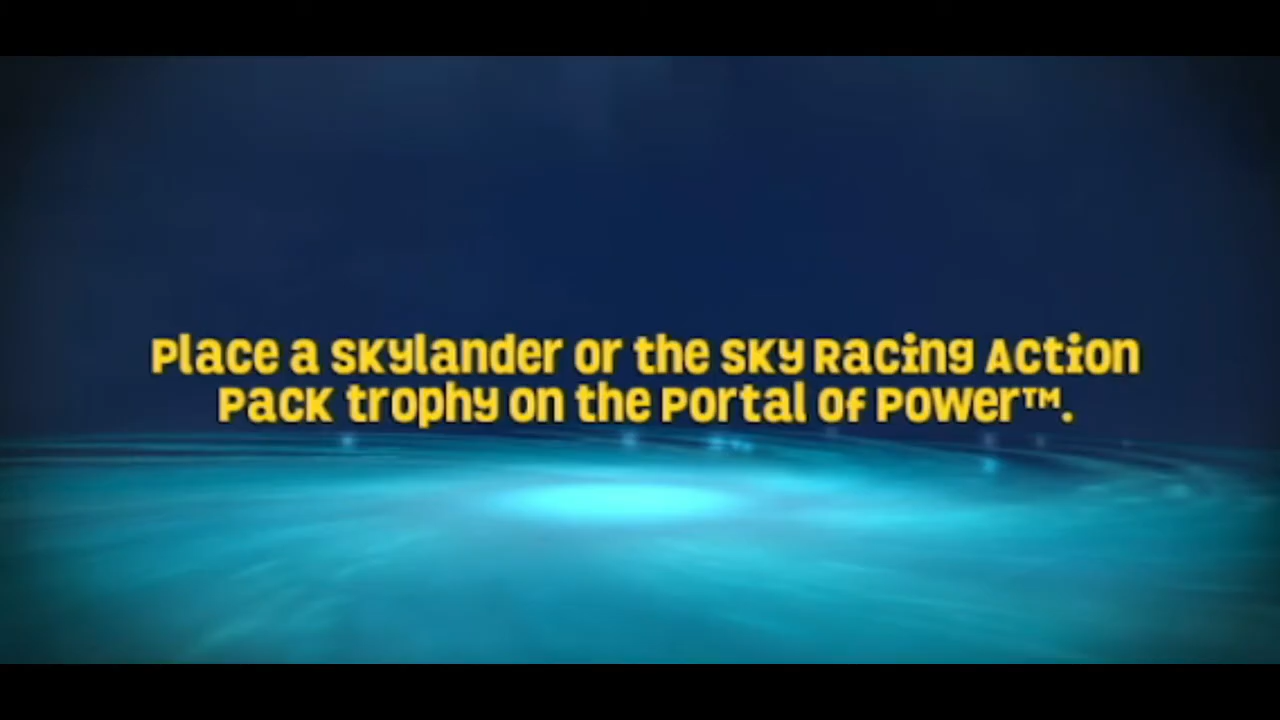 Place a Skylander or the Sky Racing Action
Pack trophy on the Portal of Power™.